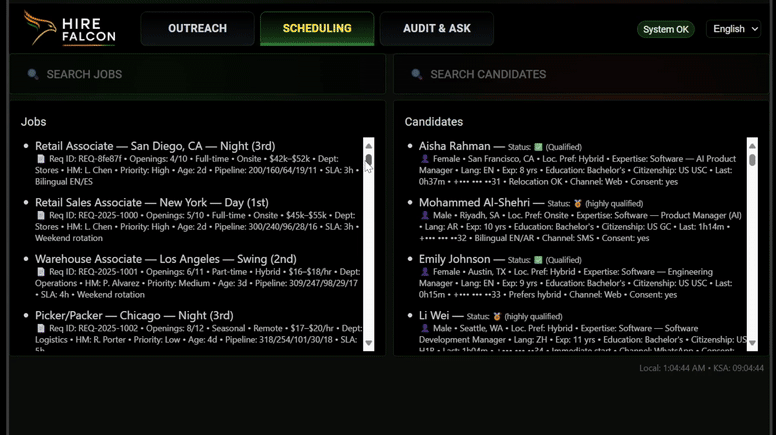 HIRE
FALCON
OUTREACH
SCHEDULING
AUDIT & ASK
System OK
English
SEARCH JOBS
SEARCH CANDIDATES
Jobs
Retail Associate — San Diego, CA — Night (3rd)
Req ID: REQ-8fe87f • Openings: 4/10 • Full-time • Onsite • $42k–$52k • Dept:
Stores • HM: L. Chen • Priority: High • Age: 2d • Pipeline: 200/160/64/19/11 • SLA: 3h •
Bilingual EN/ES
Retail Sales Associate — New York — Day (1st)
Req ID: REQ-2025-1000 • Openings: 5/10 • Full-time • Onsite • $45k–$55k • Dept:
Stores • HM: L. Chen • Priority: High • Age: 2d • Pipeline: 300/240/96/28/16 • SLA: 3h •
Weekend rotation
Warehouse Associate — Los Angeles — Swing (2nd)
Req ID: REQ-2025-1001 • Openings: 6/11 • Part-time • Hybrid • $16–$18/hr • Dept:
Operations • HM: P. Alvarez • Priority: Medium • Age: 3d • Pipeline: 309/247/98/29/17
• SLA: 4h • Weekend rotation
Picker/Packer — Chicago — Night (3rd)
Req ID: REQ-2025-1002 • Openings: 8/12 • Seasonal • Remote • $17–$20/hr • Dept:
Logistics • HM: R. Porter • Priority: Low • Age: 4d • Pipeline: 318/254/101/30/18 • SLA:
5h
Candidates
Aisha Rahman — Status: ✅ (Qualified)
Female • San Francisco, CA • Loc. Pref: Hybrid • Expertise: Software — AI Product
Manager • Lang: EN • Exp: 8 yrs • Education: Bachelor's • Citizenship: US USC • Last:
0h37m • +••• ••• ••31 • Relocation OK • Channel: Web • Consent: yes
Mohammed Al-Shehri — Status: 🏅 (highly qualified)
Male • Riyadh, SA • Loc. Pref: Onsite • Expertise: Software — Product Manager (AI)
• Lang: AR • Exp: 10 yrs • Education: Bachelor's • Citizenship: US GC • Last: 1h14m •
+••• ••• ••32 • Bilingual EN/AR • Channel: SMS • Consent: yes
Emily Johnson — Status: ✅ (Qualified)
Female • Austin, TX • Loc. Pref: Hybrid • Expertise: Software — Engineering
Manager • Lang: EN • Exp: 9 yrs • Education: Bachelor's • Citizenship: US USC • Last:
0h15m • +••• ••• ••33 • Prefers hybrid • Channel: Web • Consent: yes
Li Wei — Status: 🏅 (highly qualified)
Male • Seattle, WA • Loc. Pref: Hybrid • Expertise: Software — Software
Development Manager • Lang: ZH • Exp: 11 yrs • Education: Bachelor's • Citizenship: US
H1B • Last: 1h04m • +••• ••• ••34 • Immediate start • Channel: WhatsApp • Consent:
Local: 1:04:44 AM • KSA: 09:04:44